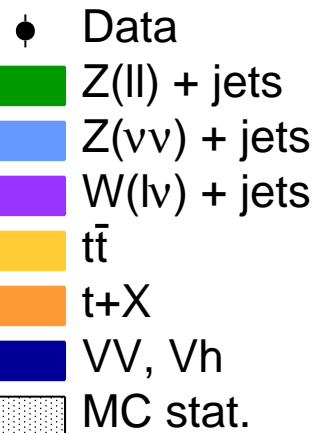 Data
Z(ll) + jets
Z(νν) + jets
W(lν) + jets
tt̄
t+X
VV, Vh
MC stat.